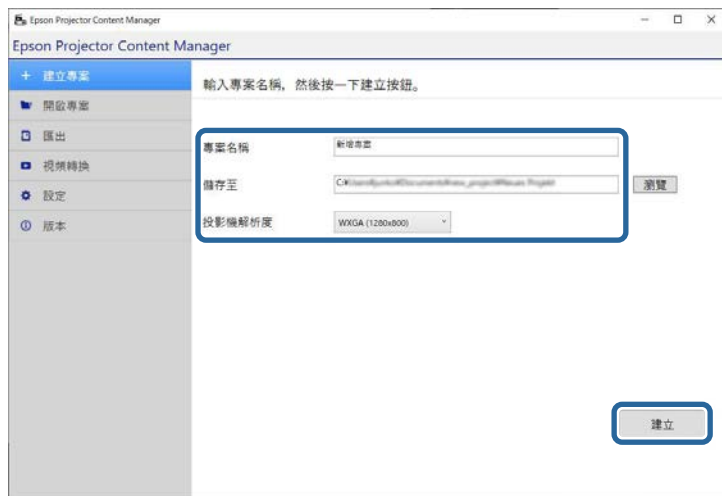 Epson Projector Content Manager
Epson Projector Content Manager
建立專案
輸入專案名稱，然後按一下建立按鈕。
開啟專案
匯出
視頻轉換
設定
版本
專案名稱 新增專案
儲存至 瀏覽
投影機解析度 WXGA (1280x800)
建立